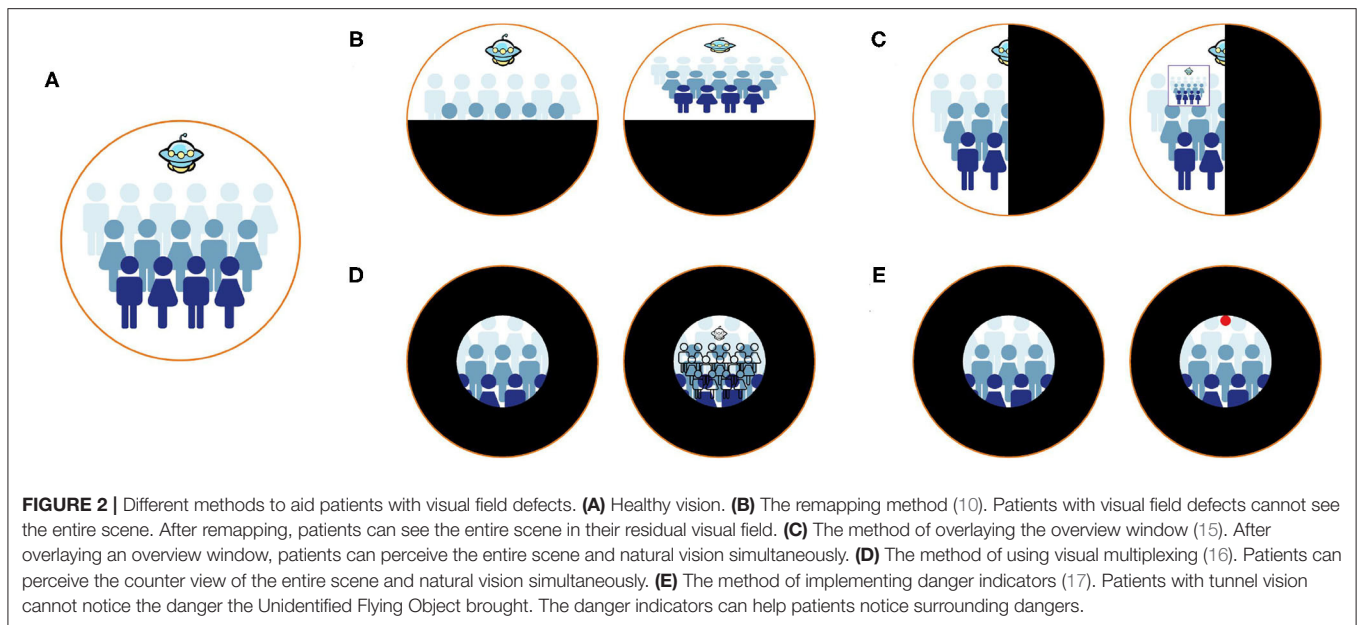 A
B
C
D
E
FIGURE 2 | Different methods to aid patients with visual field defects. (A) Healthy vision. (B) The remapping method (10). Patients with visual field defects cannot see
the entire scene. After remapping, patients can see the entire scene in their residual visual field. (C) The method of overlaying the overview window (15). After
overlaying an overview window, patients can perceive the entire scene and natural vision simultaneously. (D) The method of using visual multiplexing (16). Patients can
perceive the counter view of the entire scene and natural vision simultaneously. (E) The method of implementing danger indicators (17). Patients with tunnel vision
cannot notice the danger the Unidentified Flying Object brought. The danger indicators can help patients notice surrounding dangers.